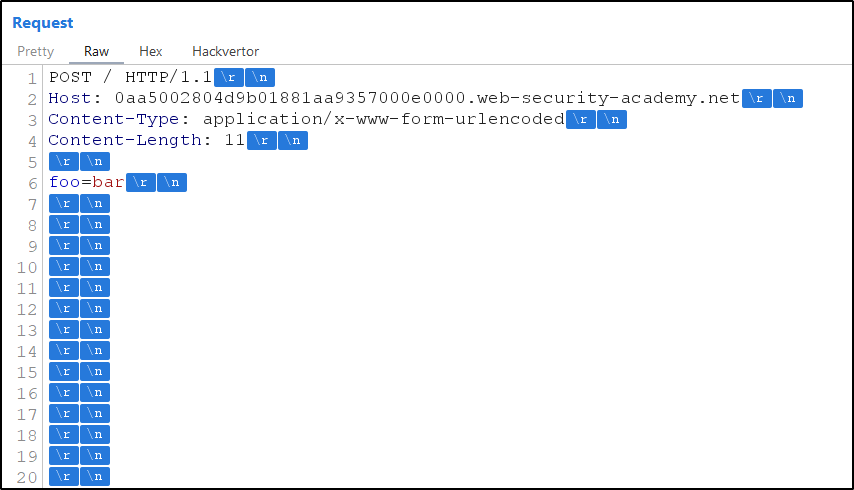 Request
Pretty Raw Hex Hackvertor
1 POST / HTTP/1.1\r\n
2 Host: 0aa5002804d9b01881aa9357000e0000.web-security-academy.net\r\n
3 Content-Type: application/x-www-form-urlencoded\r\n
4 Content-Length: 11\r\n
5 \r\n
6 foo=bar\r\n
7 \r\n
8 \r\n
9 \r\n
10 \r\n
11 \r\n
12 \r\n
13 \r\n
14 \r\n
15 \r\n
16 \r\n
17 \r\n
18 \r\n
19 \r\n
20 \r\n